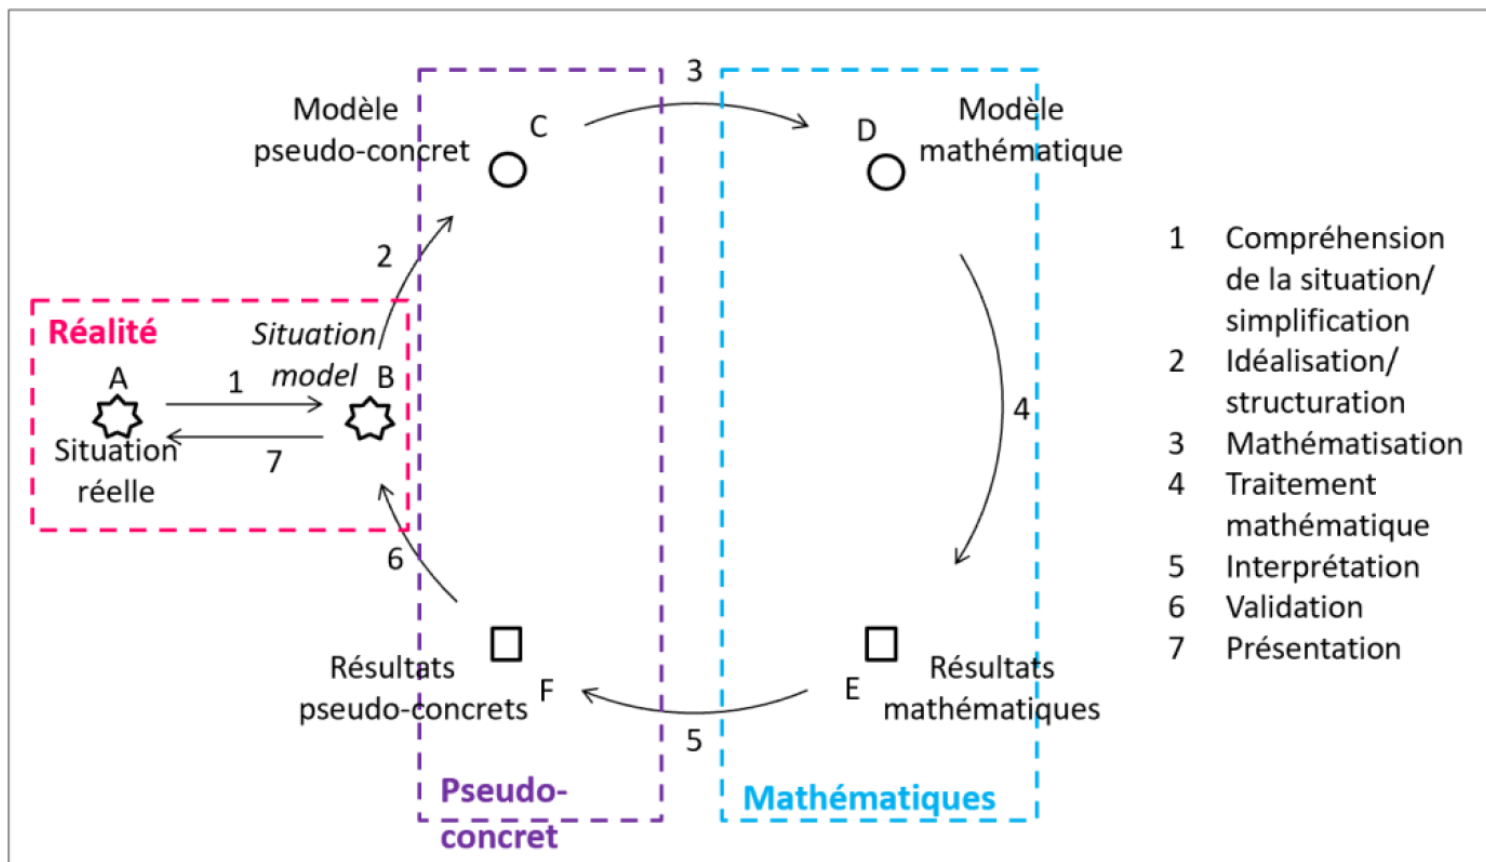 3
Modèle
pseudo-concret
C
D
Modèle
mathématique
2
Réalité
Situation
model
A
B
1
7
Situation
réelle
4
6
Résultats
pseudo-concrets
F
E
Résultats
mathématiques
5
Pseudo-
concret
Mathématiques
1 Compréhension
de la situation/
simplification
2 Idéalisation/
structuration
3 Mathématisation
4 Traitement
mathématique
5 Interprétation
6 Validation
7 Présentation